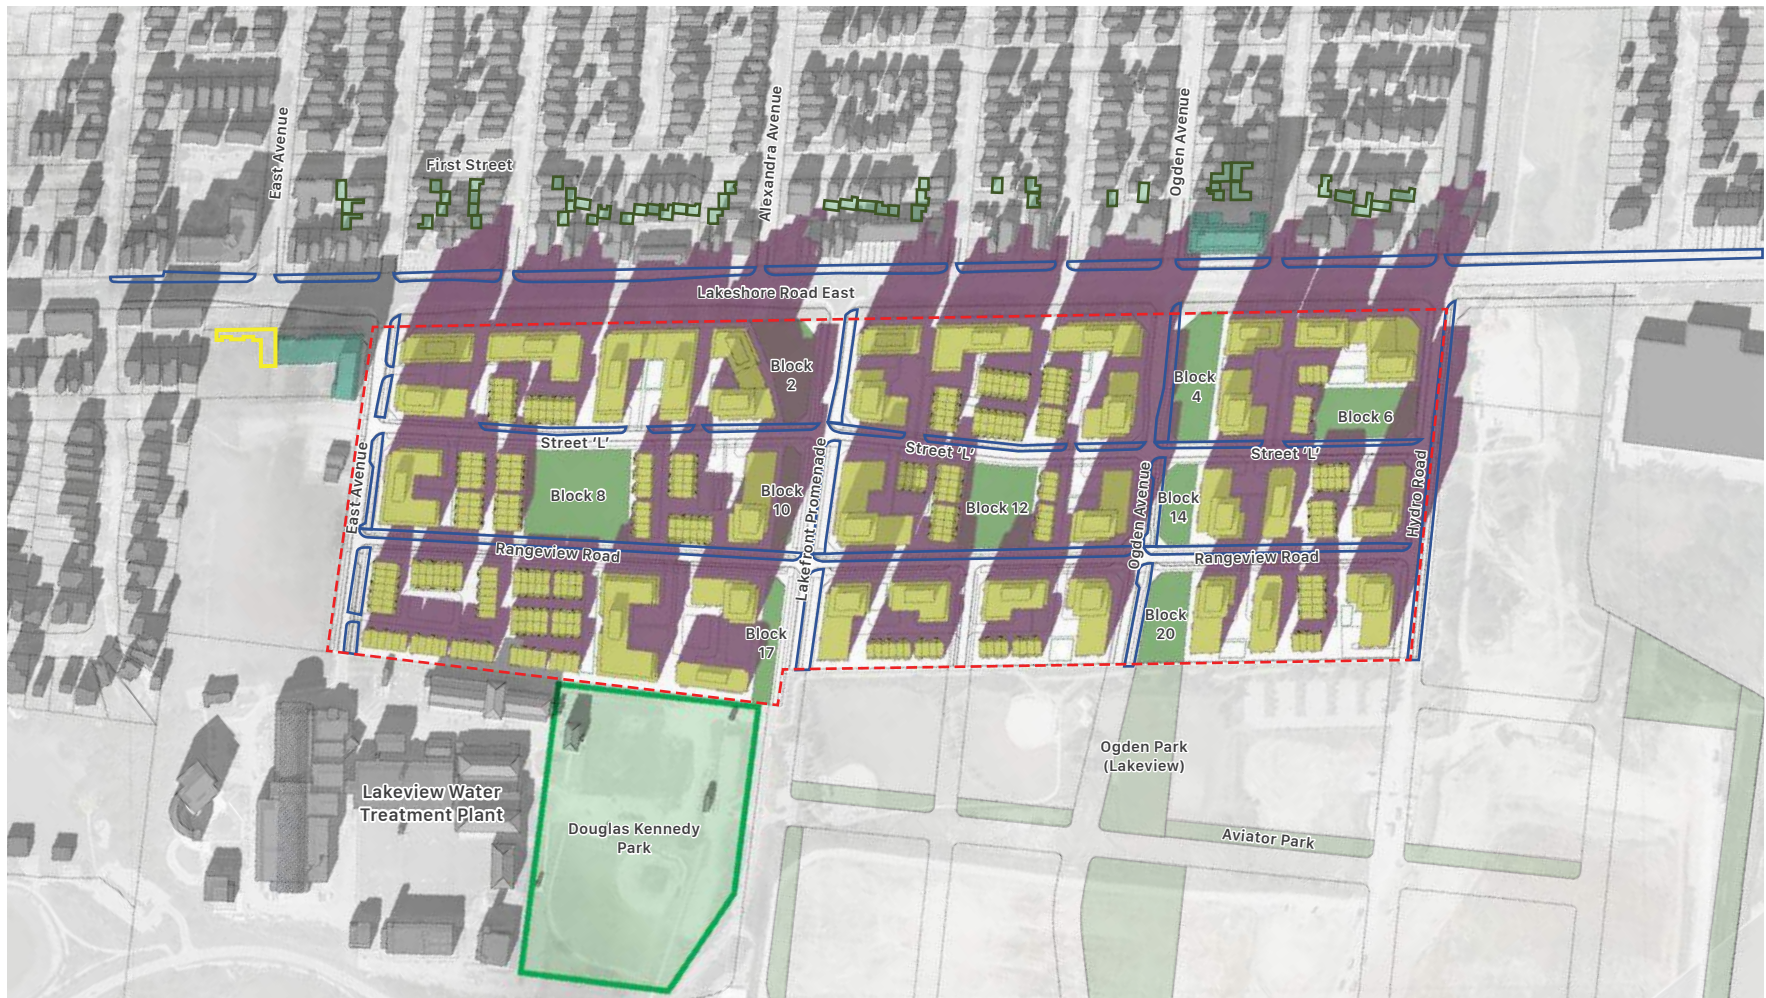 East Avenue
First Street
Alexandra Avenue
Ogden Avenue
Lakeshore Road East
Block
2
Block
4
Block 6
Street ‘L’
Street ‘L’
Street ‘L’
East Avenue
Block 8
Block
10
Lakefront Promenade
Block 12
Ogden Avenue
Block
14
Hydro Road
Rangeview Road
Rangeview Road
Block
17
Block
20
Ogden Park
(Lakeview)
Lakeview Water
Treatment Plant
Douglas Kennedy
Park
Aviator Park